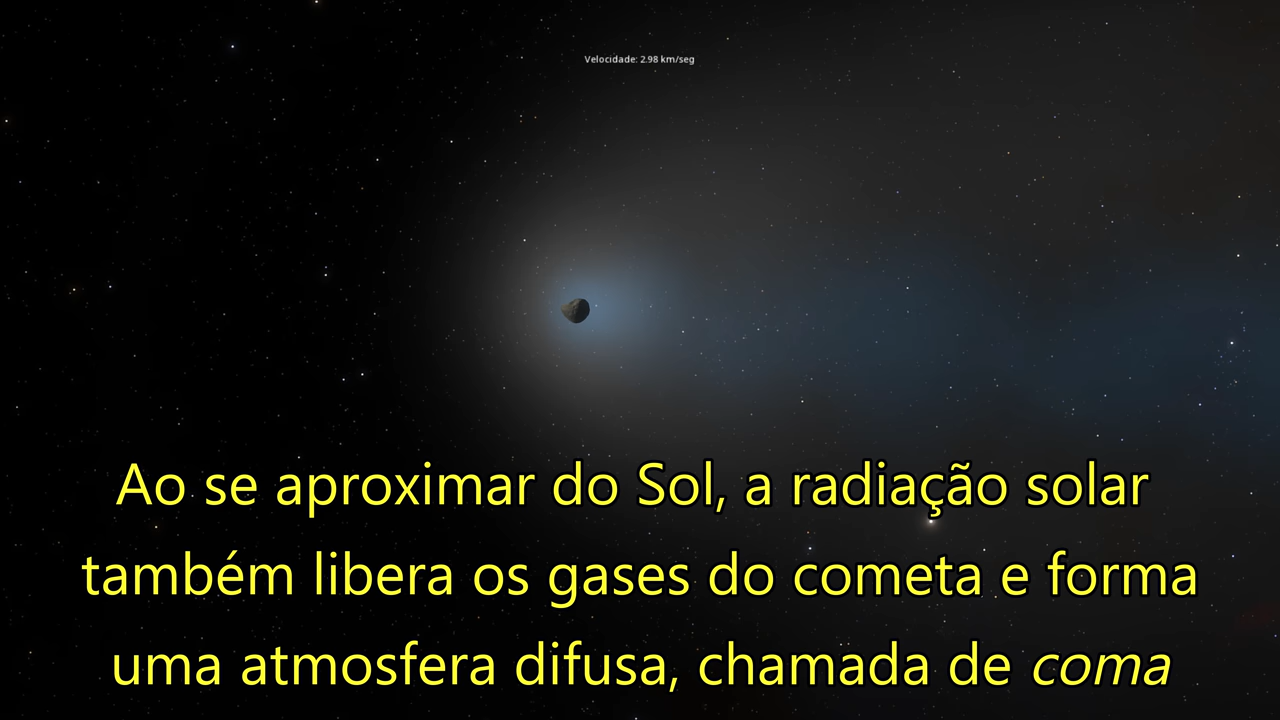 Velocidade: 2.98 km/seg
Ao se aproximar do Sol, a radiação solar
também libera os gases do cometa e forma
uma atmosfera difusa, chamada de coma